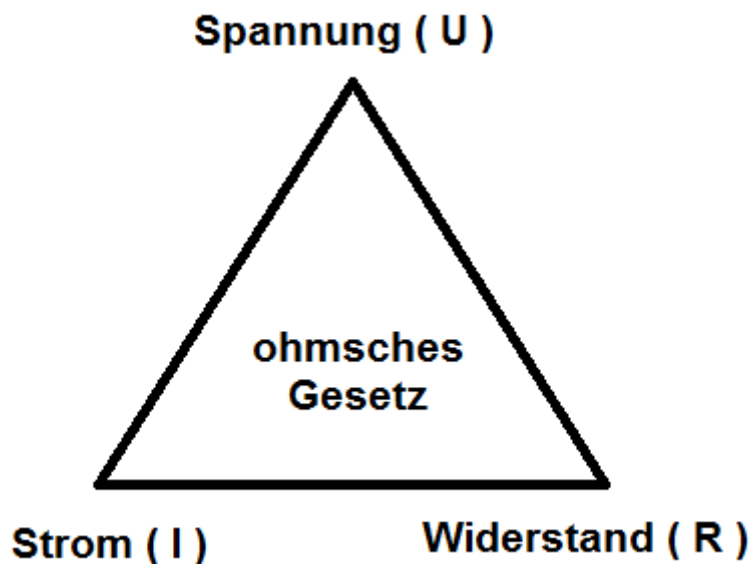 Spannung ( U )
ohmsches
Gesetz
Strom ( I )
Widerstand ( R )